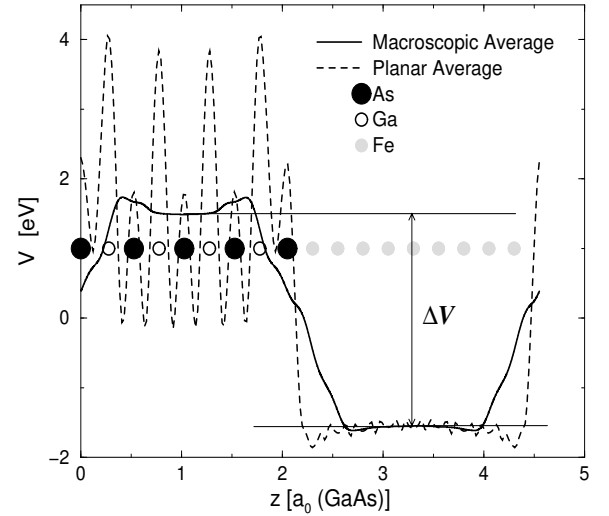 4
2
0
−2
V [eV]
Macroscopic Average
Planar Average
As
Ga
Fe
ΔV
0 1 2 3 4 5
z [a₀ (GaAs)]